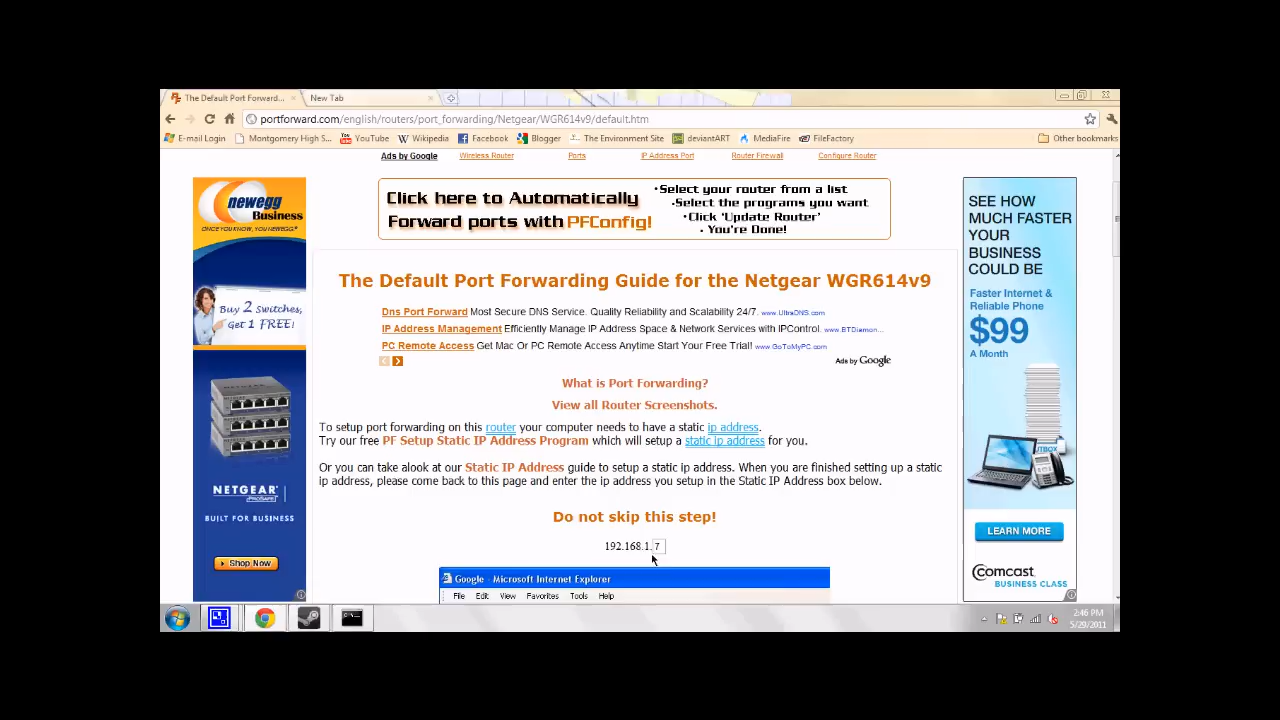 The Default Port Forward...
New Tab
portforward.com/english/routers/port_forwarding/Netgear/WGR614v9/default.htm
E-mail Login
Montgomery High S...
YouTube
Wikipedia
Facebook
Blogger
The Environment Site
deviantART
MediaFire
FileFactory
Other bookmarks
Ads by Google
Wireless Router
Ports
IP Address Port
Router Firewall
Configure Router
newegg
Business
ONCE YOU KNOW, YOU NEWEGG.®
Buy 2 Switches,
Get 1 FREE!
NETGEAR
PROSAFE
BUILT FOR BUSINESS
Shop Now
Click here to Automatically
Forward ports with PFConfig!
•Select your router from a list
•Select the programs you want
•Click 'Update Router'
• You're Done!
The Default Port Forwarding Guide for the Netgear WGR614v9
Dns Port Forward Most Secure DNS Service. Quality Reliability and Scalability 24/7. www.UltraDNS.com
IP Address Management Efficiently Manage IP Address Space & Network Services with IPControl. www.BTDiamon...
PC Remote Access Get Mac Or PC Remote Access Anytime Start Your Free Trial! www.GoToMyPC.com
Ads by Google
What is Port Forwarding?
View all Router Screenshots.
To setup port forwarding on this router your computer needs to have a static ip address.
Try our free PF Setup Static IP Address Program which will setup a static ip address for you.
Or you can take alook at our Static IP Address guide to setup a static ip address. When you are finished setting up a static
ip address, please come back to this page and enter the ip address you setup in the Static IP Address box below.
Do not skip this step!
192.168.1.7
Google - Microsoft Internet Explorer
File Edit View Favorites Tools Help
SEE HOW
MUCH FASTER
YOUR
BUSINESS
COULD BE
Faster Internet &
Reliable Phone
$99
A Month
LEARN MORE
comcast
BUSINESS CLASS
2:46 PM
5/29/2011